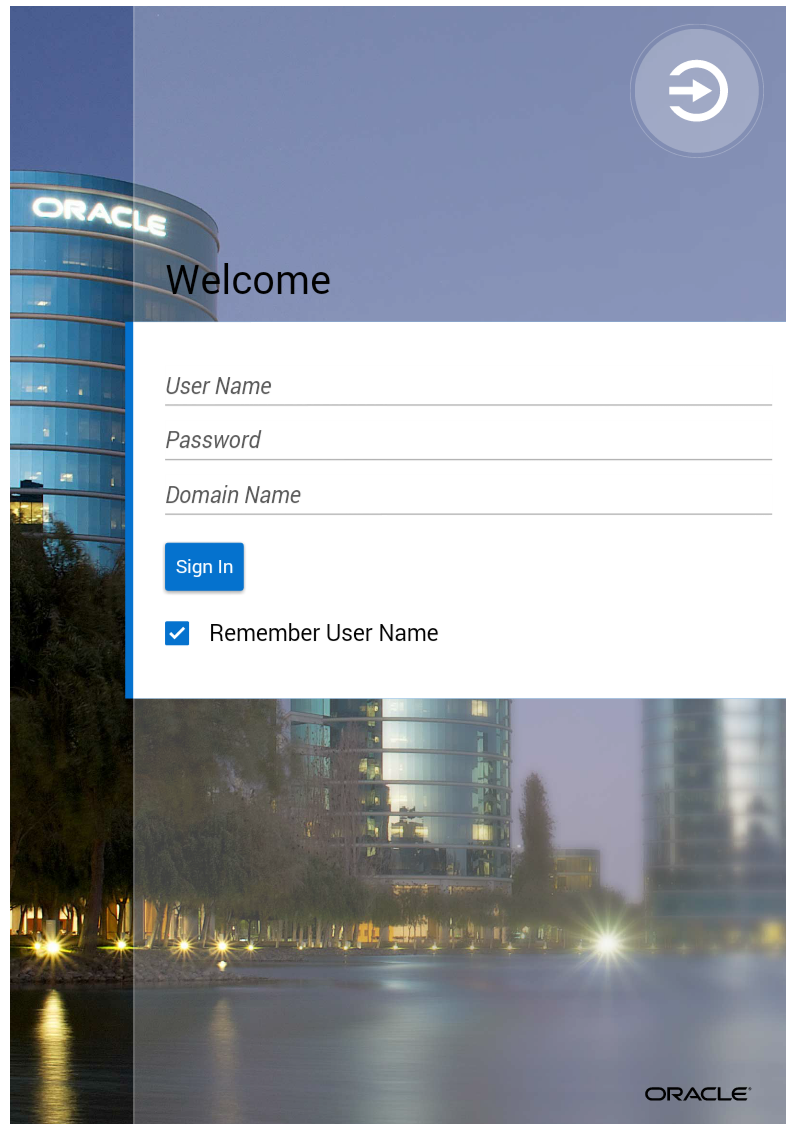 ORACLE
Welcome
User Name
Password
Domain Name
Sign In
Remember User Name
ORACLE®